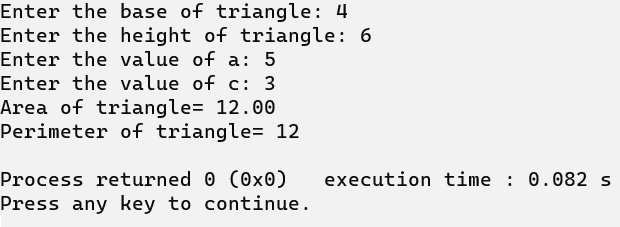 Enter the base of triangle: 4
Enter the height of triangle: 6
Enter the value of a: 5
Enter the value of c: 3
Area of triangle= 12.00
Perimeter of triangle= 12
Process returned 0 (0x0)   execution time : 0.082 s
Press any key to continue.